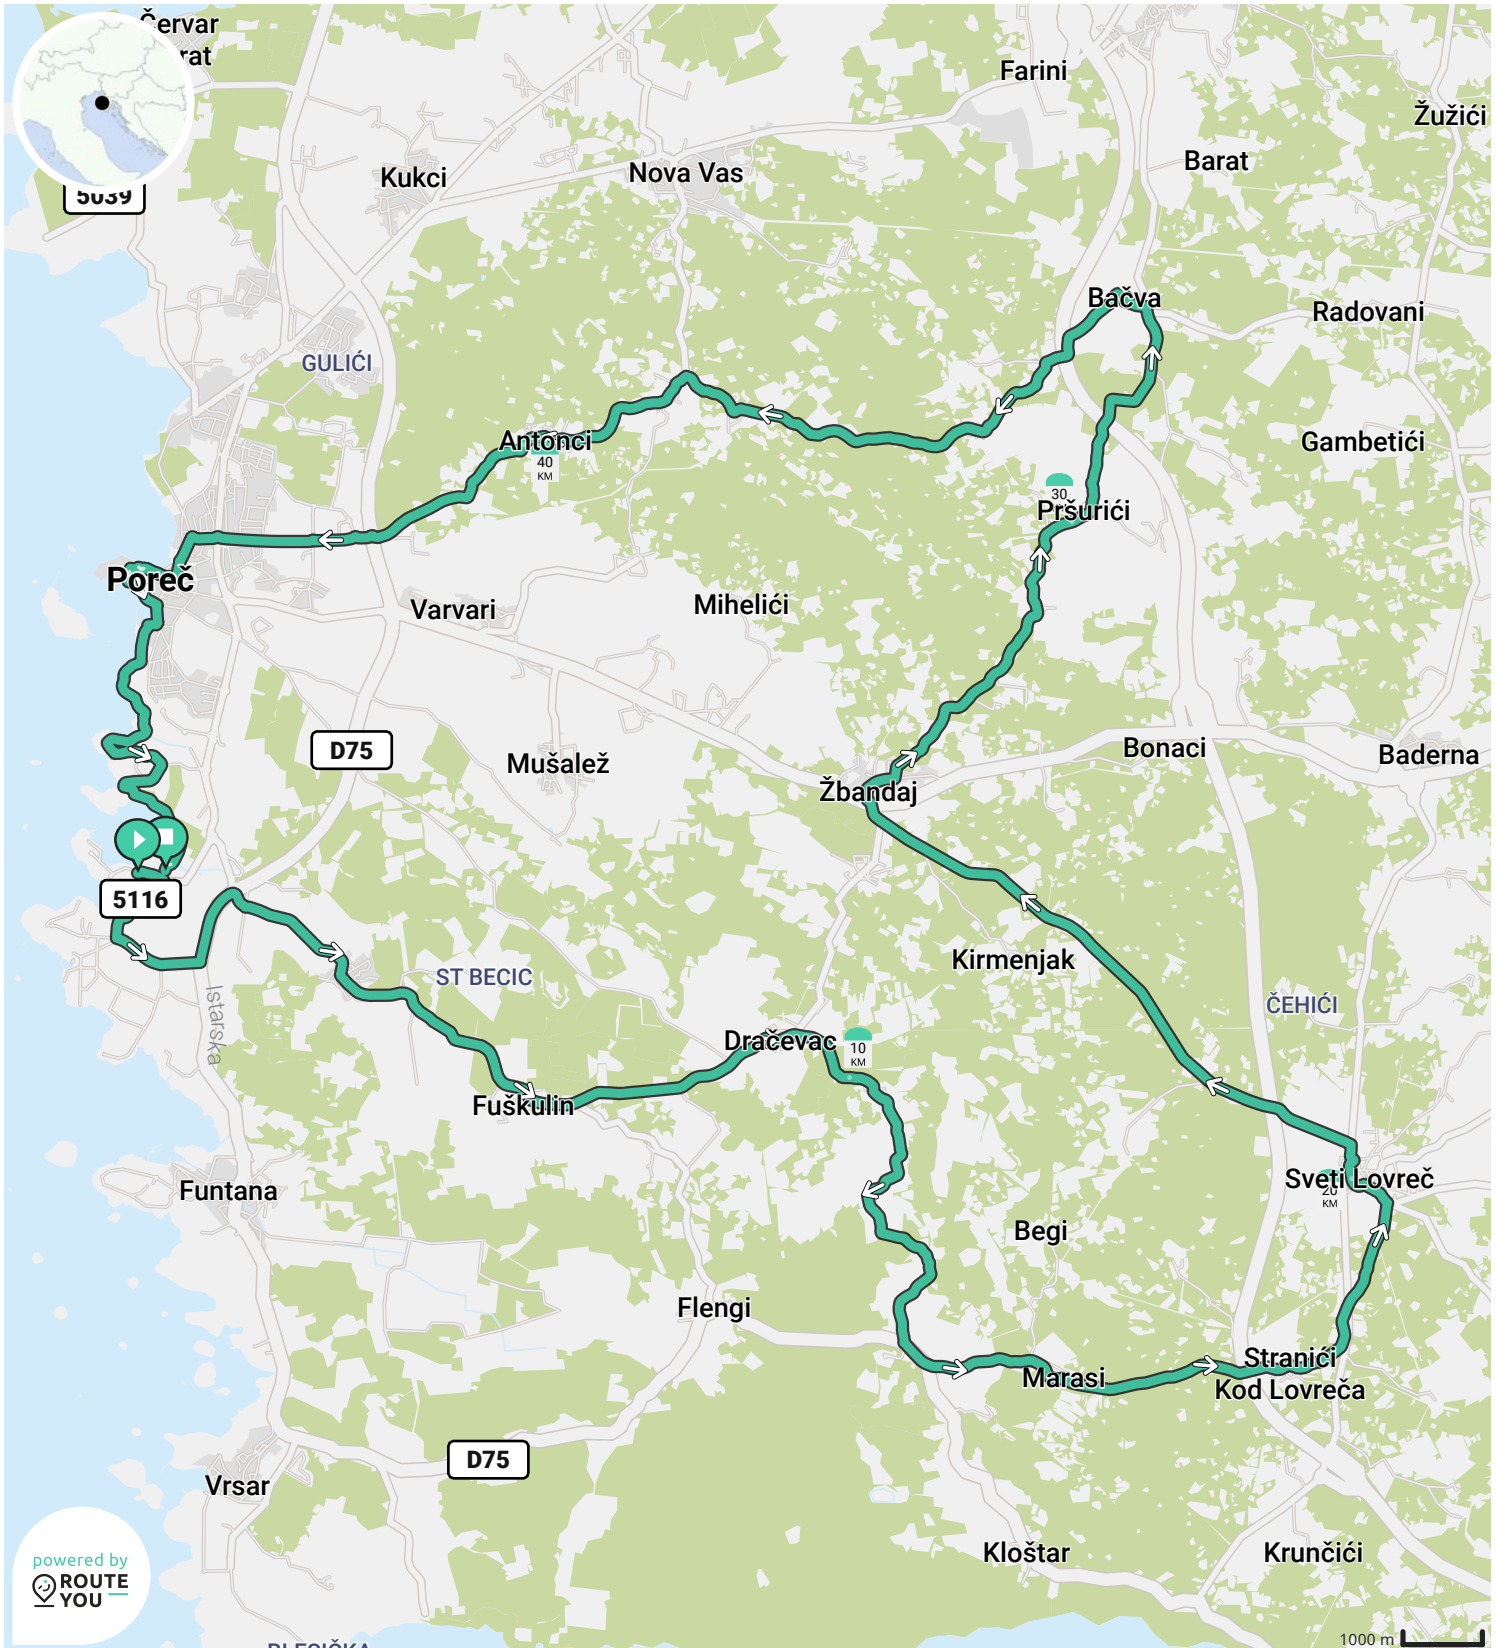 Červar
rat
Farini
Žužići
5039
Kukci
Nova Vas
Barat
Bačva
Radovani
GULIĆI
Antonci
40
KM
Gambetići
30
Pršurići
Poreč
Varvari
Mihelići
D75
Mušalež
Bonaci
Baderna
Žbandaj
5116
Kirmenjak
ST BECIC
ČEHIĆI
Istarska
Dračevac
10
KM
Fuškulin
Sveti Lovreč
20
KM
Funtana
Begi
Flengi
Stranići
Kod Lovreča
Marasi
D75
Vrsar
Kloštar
Krunčići
powered by
ROUTE
YOU
1000 m